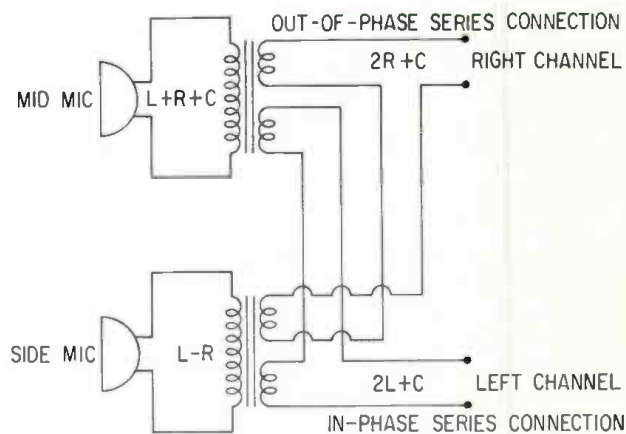 OUT-OF-PHASE SERIES CONNECTION
2R+C RIGHT CHANNEL
MID MIC L+R+C
SIDE MIC L-R
2L+C LEFT CHANNEL
IN-PHASE SERIES CONNECTION